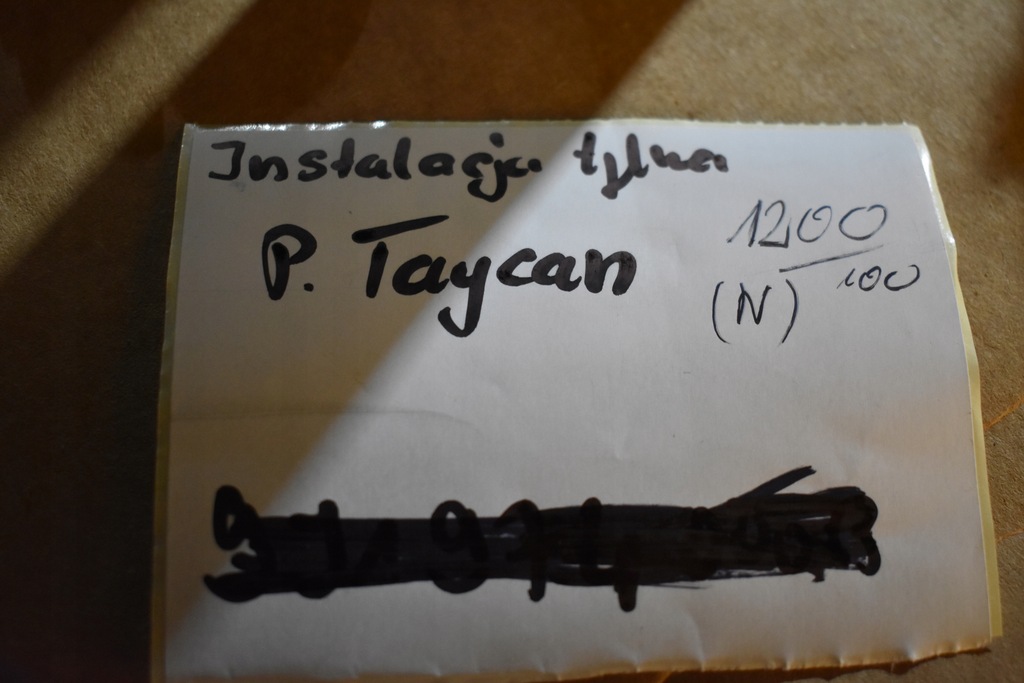 Instalacja tylna
P. Taycan
1200
100
(N)